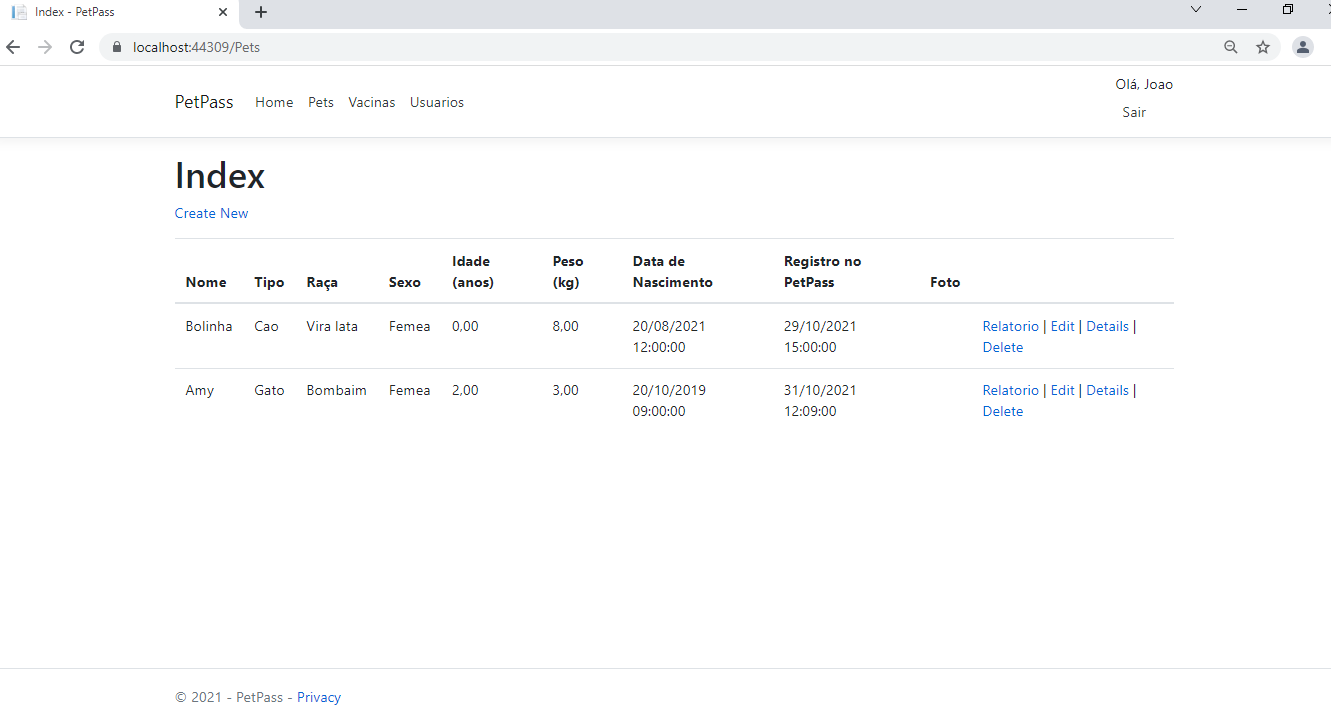 Index - PetPass
localhost:44309/Pets
PetPass Home Pets Vacinas Usuarios
Olá, Joao
Sair
Index
Create New
Nome Tipo Raça Sexo Idade (anos) Peso (kg) Data de Nascimento Registro no PetPass Foto
Bolinha Cao Vira lata Femea 0,00 8,00 20/08/2021 29/10/2021 Relatorio | Edit | Details |
12:00:00 15:00:00 Delete
Amy Gato Bombaim Femea 2,00 3,00 20/10/2019 31/10/2021 Relatorio | Edit | Details |
09:00:00 12:09:00 Delete
© 2021 - PetPass - Privacy